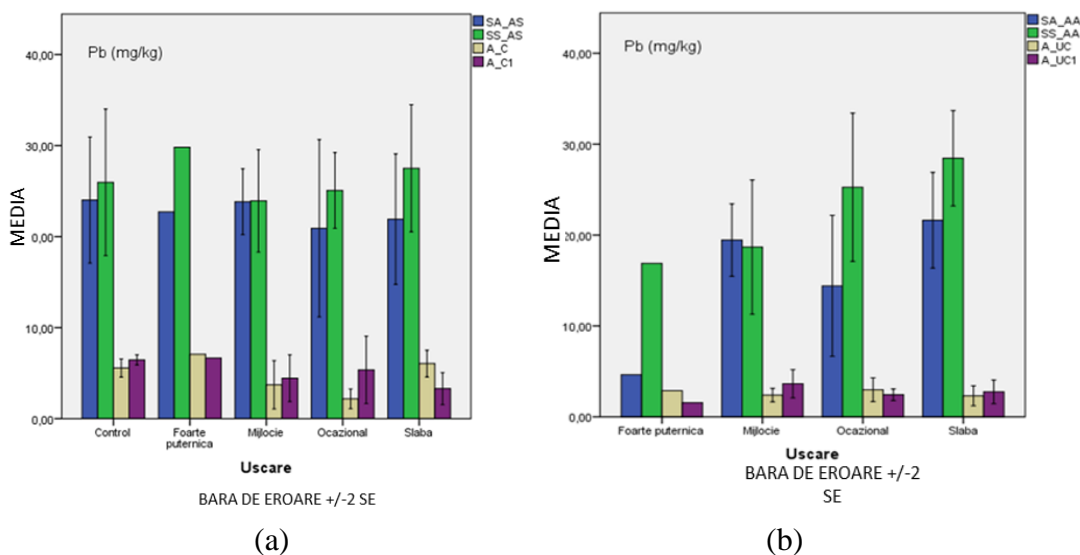 SA_AS
SS_AS
A_C
A_C1
Pb (mg/kg)
40,00
30,00
0,00
10,00
0,00
MEDIA
Control
Foarte
puternica
Mijlocie
Ocazional
Slaba
Uscare
BARA DE EROARE +/-2 SE
(a)
SA_AA
SS_AA
A_UC
A_UC1
Pb (mg/kg)
40,00
30,00
20,00
10,00
0,00
MEDIA
Foarte puternica
Mijlocie
Ocazional
Slaba
Uscare
BARA DE EROARE +/-2
SE
(b)